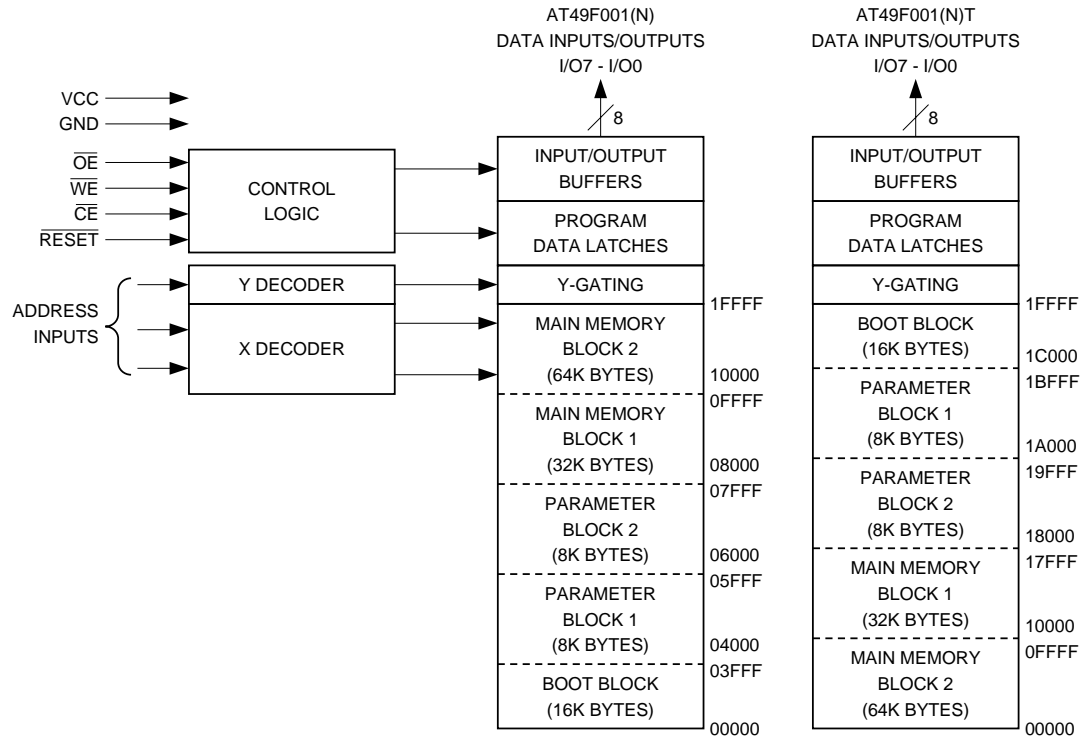 AT49F001(N)
DATA INPUTS/OUTPUTS
I/O7 - I/O0
8
AT49F001(N)T
DATA INPUTS/OUTPUTS
I/O7 - I/O0
8
VCC
GND
OE
WE
CE
RESET
ADDRESS
INPUTS
CONTROL
LOGIC
Y DECODER
X DECODER
INPUT/OUTPUT
BUFFERS
PROGRAM
DATA LATCHES
Y-GATING
1FFFF
MAIN MEMORY
BLOCK 2
(64K BYTES)
10000
0FFFF
MAIN MEMORY
BLOCK 1
(32K BYTES)
08000
07FFF
PARAMETER
BLOCK 2
(8K BYTES)
06000
05FFF
PARAMETER
BLOCK 1
(8K BYTES)
04000
03FFF
BOOT BLOCK
(16K BYTES)
00000
INPUT/OUTPUT
BUFFERS
PROGRAM
DATA LATCHES
Y-GATING
1FFFF
BOOT BLOCK
(16K BYTES)
1C000
1BFFF
PARAMETER
BLOCK 1
(8K BYTES)
1A000
19FFF
PARAMETER
BLOCK 2
(8K BYTES)
18000
17FFF
MAIN MEMORY
BLOCK 1
(32K BYTES)
10000
0FFFF
MAIN MEMORY
BLOCK 2
(64K BYTES)
00000